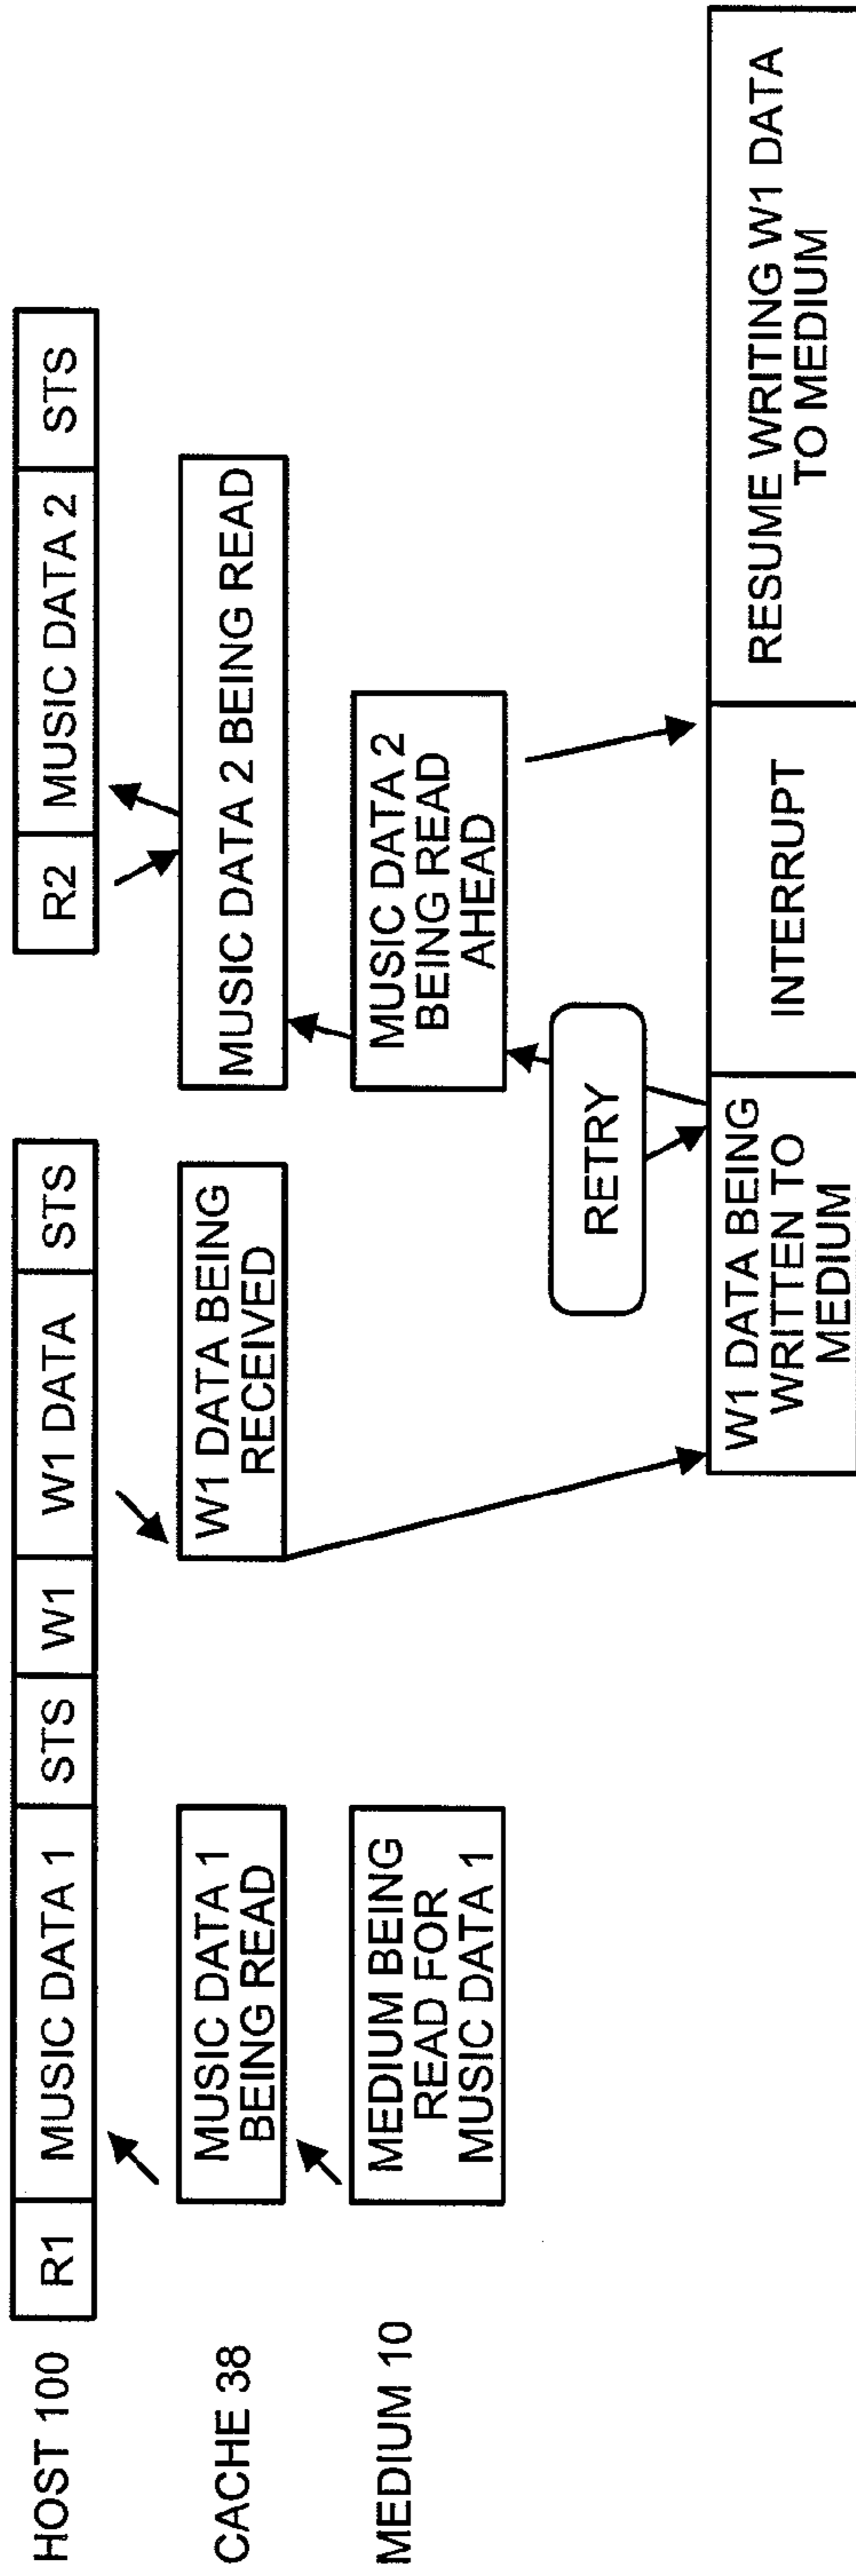 HOST 100
R1
MUSIC DATA 1
STS
W1
W1 DATA
STS
R2
MUSIC DATA 2
STS
CACHE 38
MUSIC DATA 1
BEING READ
W1 DATA BEING
RECEIVED
MUSIC DATA 2 BEING READ
MEDIUM 10
MEDIUM BEING
READ FOR
MUSIC DATA 1
MUSIC DATA 2
BEING READ
AHEAD
RETRY
W1 DATA BEING
WRITTEN TO
MEDIUM
INTERRUPT
RESUME WRITING W1 DATA
TO MEDIUM